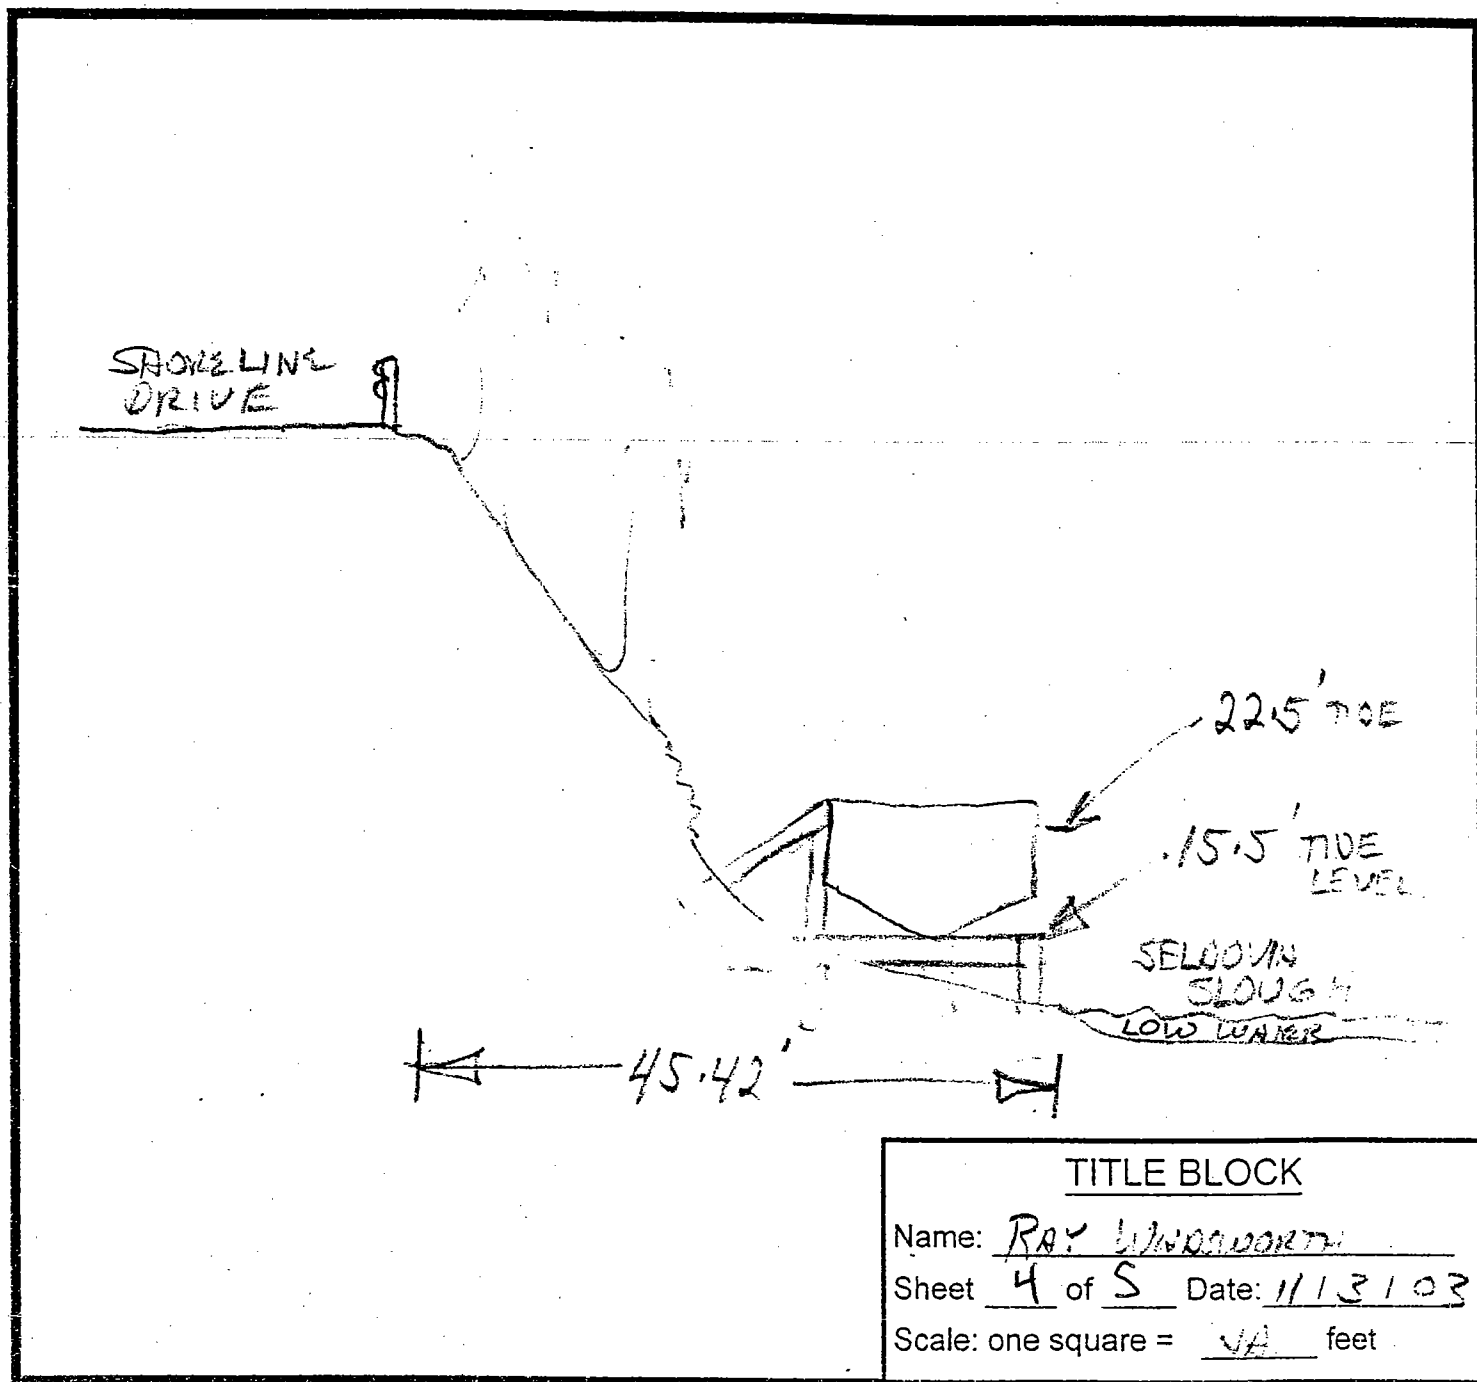 SHORELINE
DRIVE
22.5' TIDE
15.5' TIDE
LEVEL
SELDOVIA
SLOUGH
LOW WATER
45.42'
TITLE BLOCK
Name: RAY
Sheet 4 of 5 Date: 11/3/03
Scale: one square = NA feet